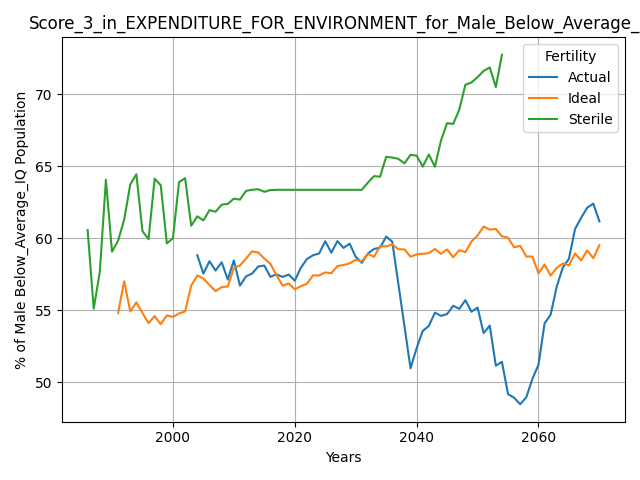 Score_3_in_EXPENDITURE_FOR_ENVIRONMENT_for_Male_Below_Average_
Fertility
Actual
Ideal
Sterile
% of Male Below_Average_IQ Population
70
65
60
55
50
2000
2020
2040
2060
Years